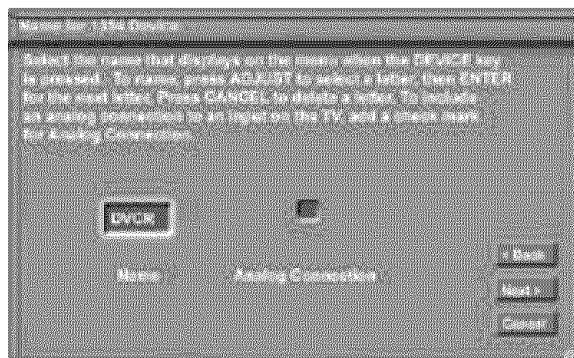 Name for 1394 Device
Select the name that displays on the menu when the DEVICE key
is pressed. To name, press ADJUST to select a letter, then ENTER
for the next letter. Press CANCEL to delete a letter. To include
an analog connection to an input on the TV, add a check mark
for Analog Connection.
DVCR
Name Analog Connection
< Back
Next >
Cancel